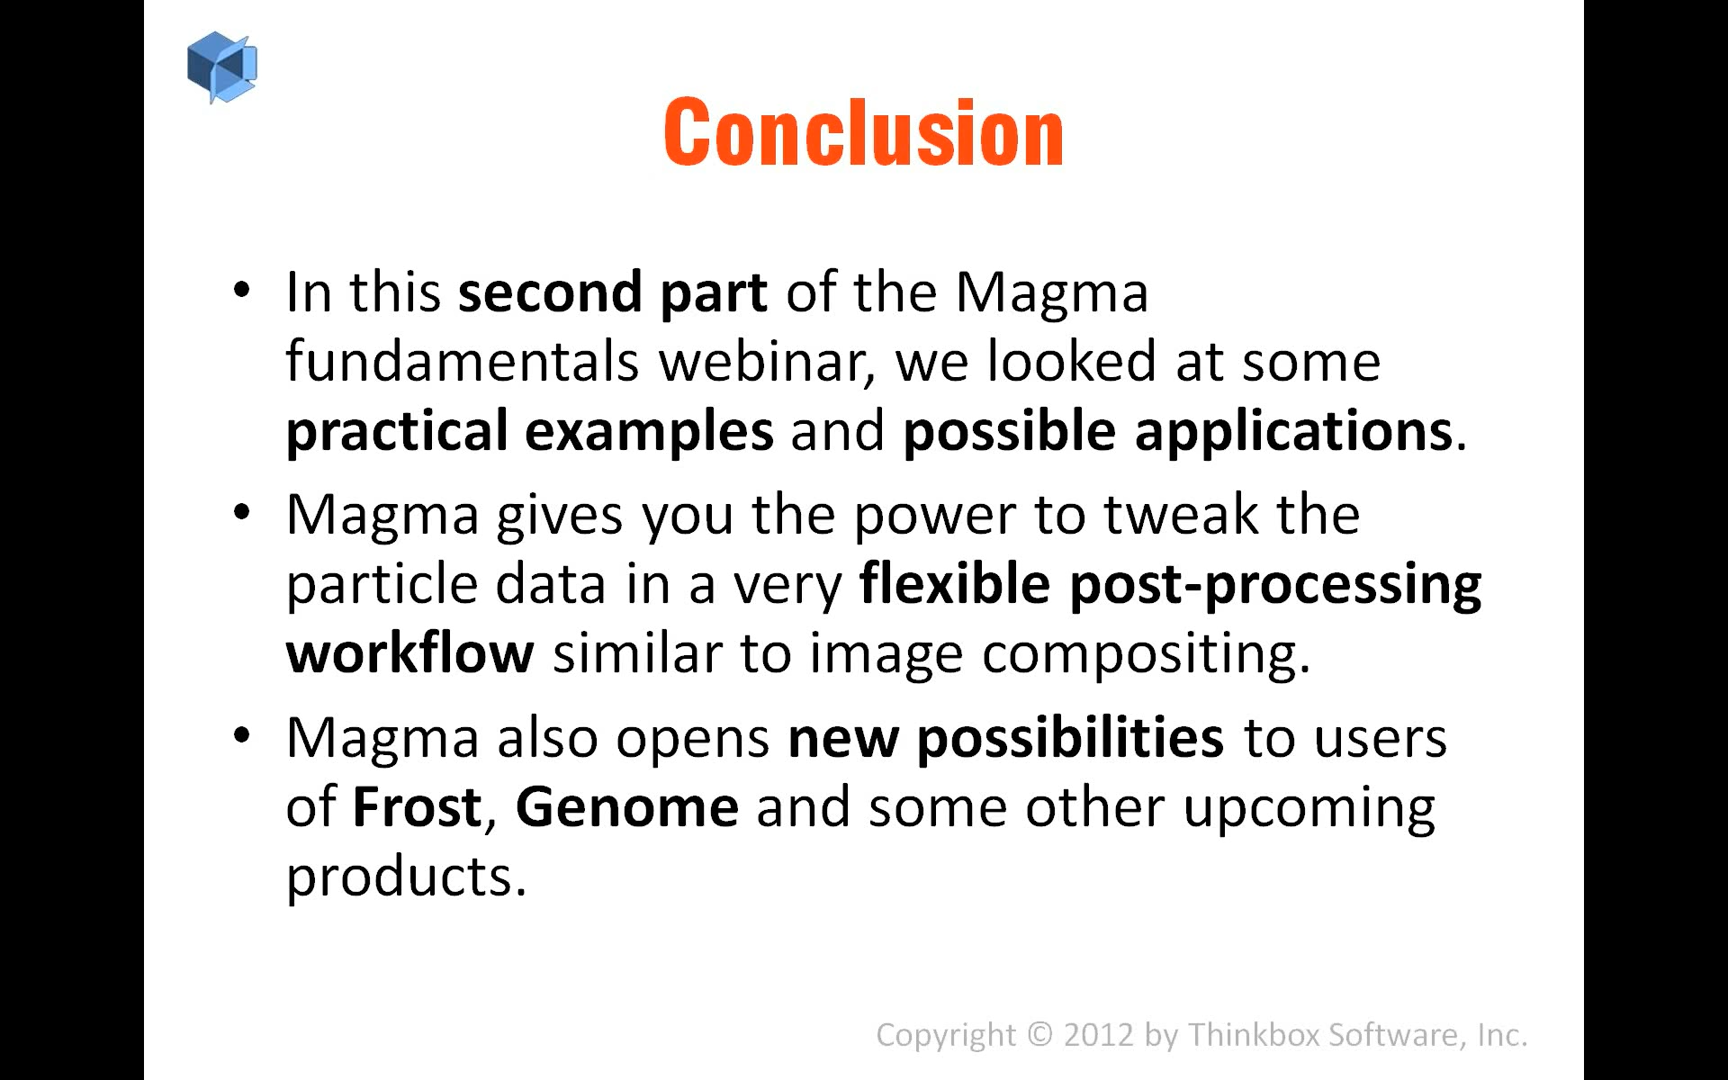 Conclusion
• In this second part of the Magma
fundamentals webinar, we looked at some
practical examples and possible applications.
• Magma gives you the power to tweak the
particle data in a very flexible post-processing
workflow similar to image compositing.
• Magma also opens new possibilities to users
of Frost, Genome and some other upcoming
products.
Copyright © 2012 by Thinkbox Software, Inc.